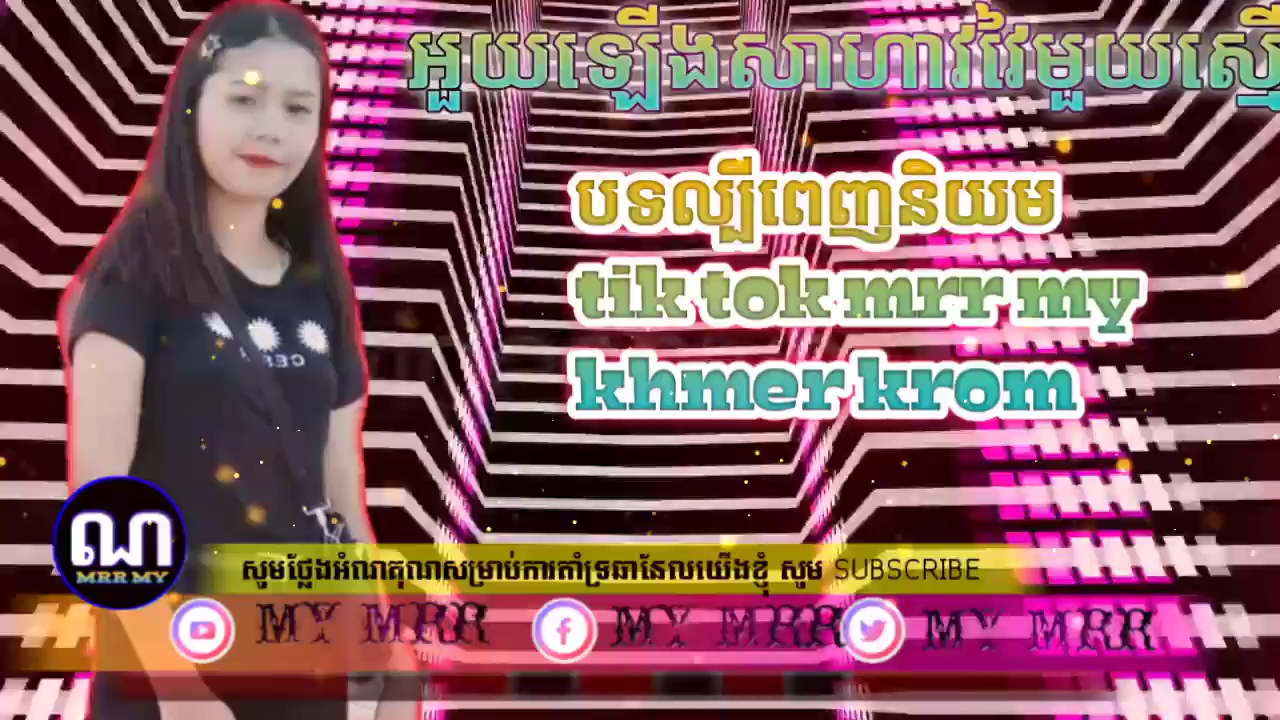 អួយឡើងសាហាវវៃមួយស្មើ
បទល្បីពេញនិយម
tik tok mrr my
khmer krom
ណ
MRR MY
សូមថ្លែងអំណរគុណសម្រាប់ការគាំទ្រឆានែលយើងខ្ញុំ សូម SUBSCRIBE
MY MRR MY MRR MY MRR